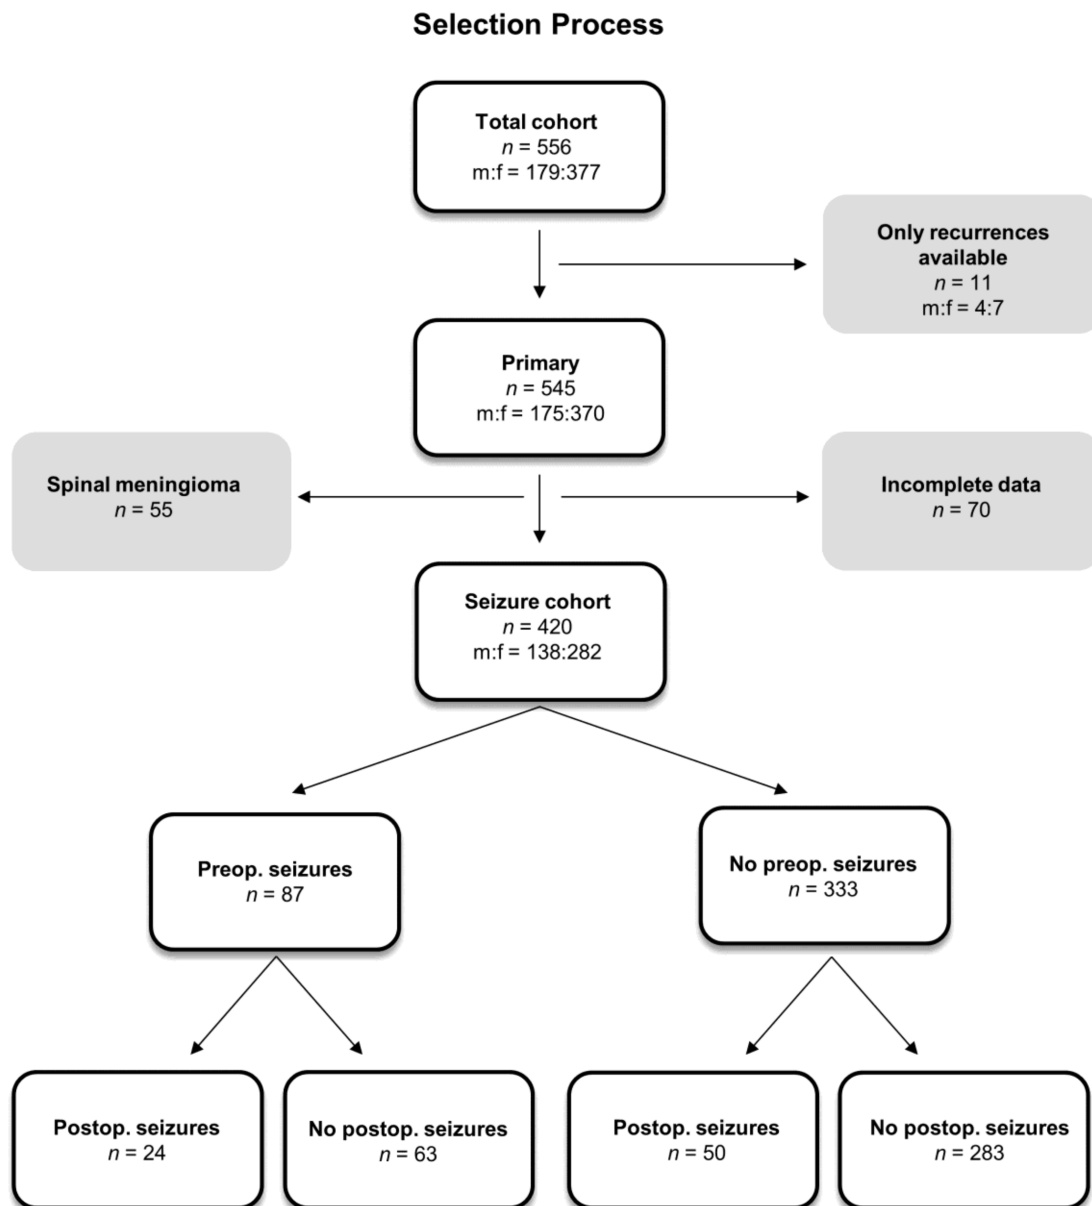 Selection Process
Total cohort
n = 556
m:f = 179:377
Only recurrences
available
n = 11
m:f = 4:7
Primary
n = 545
m:f = 175:370
Spinal meningioma
n = 55
Incomplete data
n = 70
Seizure cohort
n = 420
m:f = 138:282
Preop. seizures
n = 87
No preop. seizures
n = 333
Postop. seizures
n = 24
No postop. seizures
n = 63
Postop. seizures
n = 50
No postop. seizures
n = 283